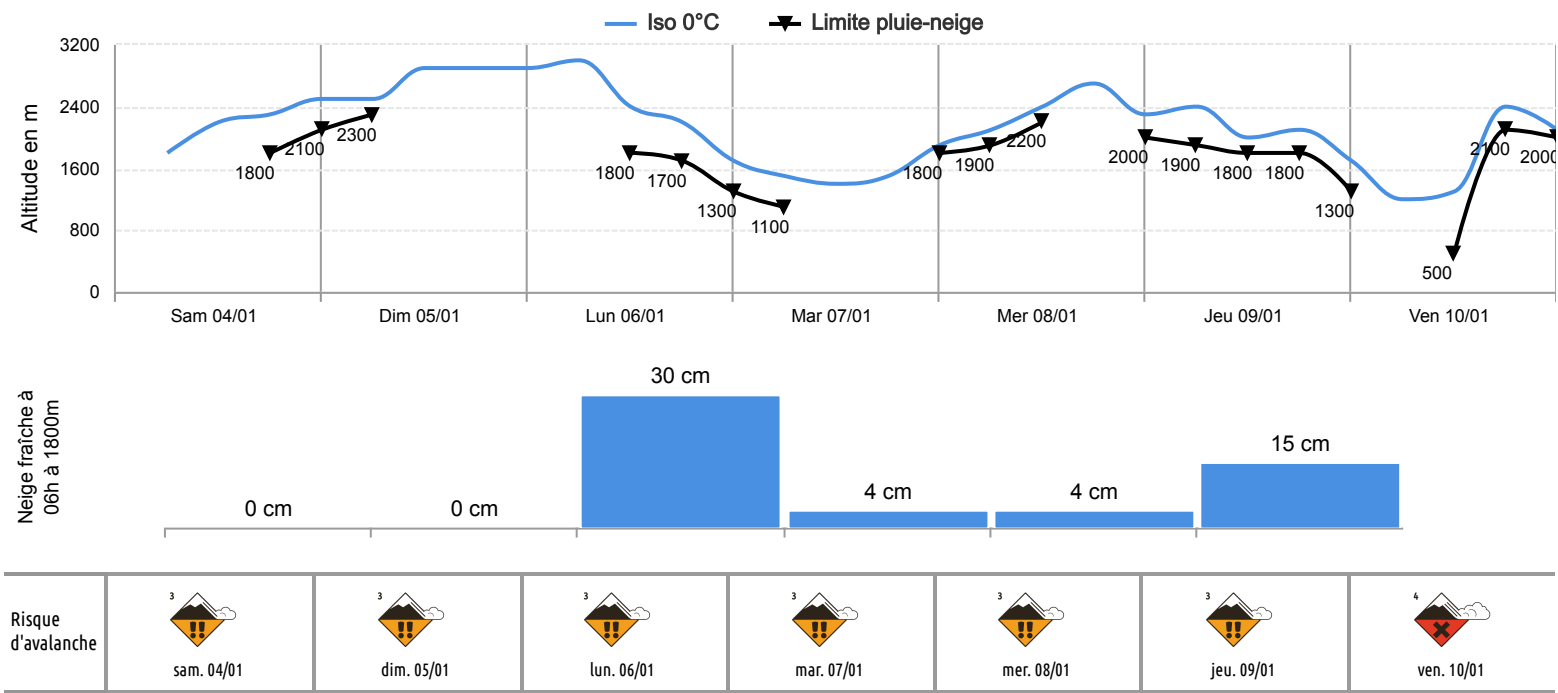 Iso 0°C Limite pluie-neige
Altitude en m
3200
2400
1600
800
0
1800
2100
2300
1800
1700
1300
1100
1800
1900
2200
2000
1900
1800
1800
1300
500
2100
2000
Sam 04/01 Dim 05/01 Lun 06/01 Mar 07/01 Mer 08/01 Jeu 09/01 Ven 10/01
Neige fraîche à
06h à 1800m
0 cm 0 cm 30 cm 4 cm 4 cm 15 cm
Risque
d'avalanche
3 3 3 3 3 3 4
sam. 04/01 dim. 05/01 lun. 06/01 mar. 07/01 mer. 08/01 jeu. 09/01 ven. 10/01